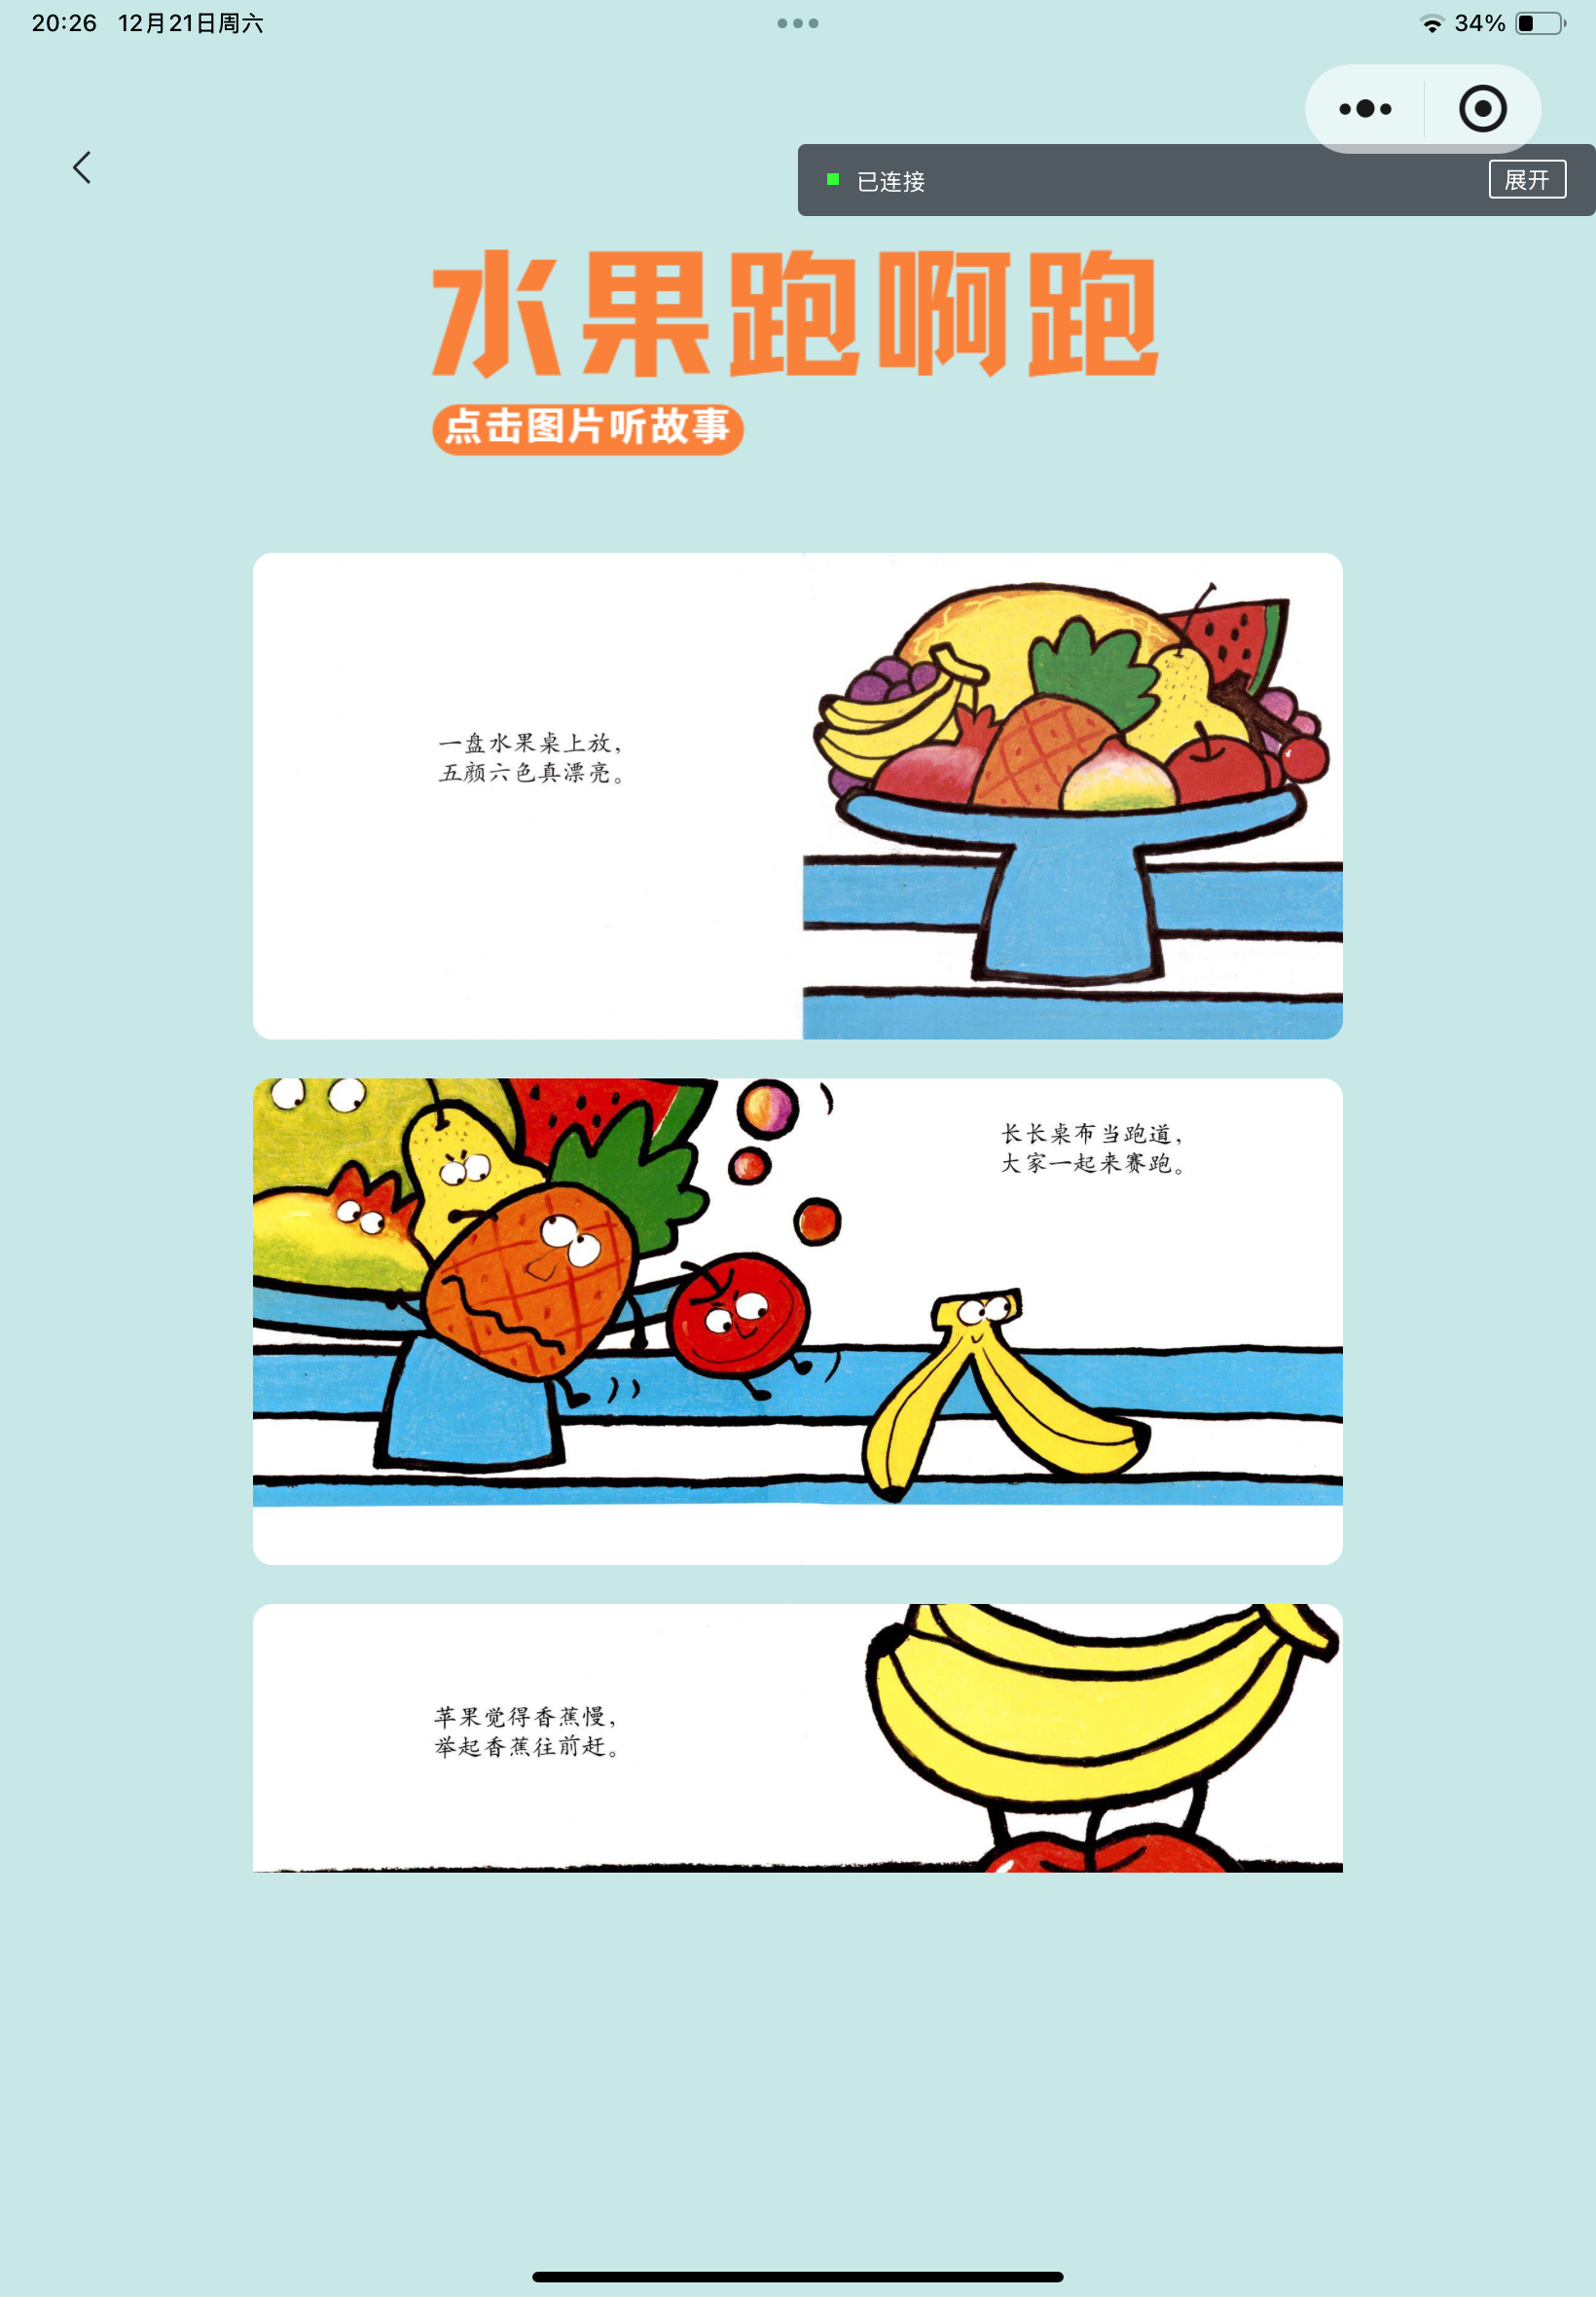 20:26 12月21日周六
34%
已连接
展开
水果跑啊跑
点击图片听故事
一盘水果桌上放，
五颜六色真漂亮。
长长桌布当跑道，
大家一起来赛跑。
苹果觉得香蕉慢，
举起香蕉往前赶。